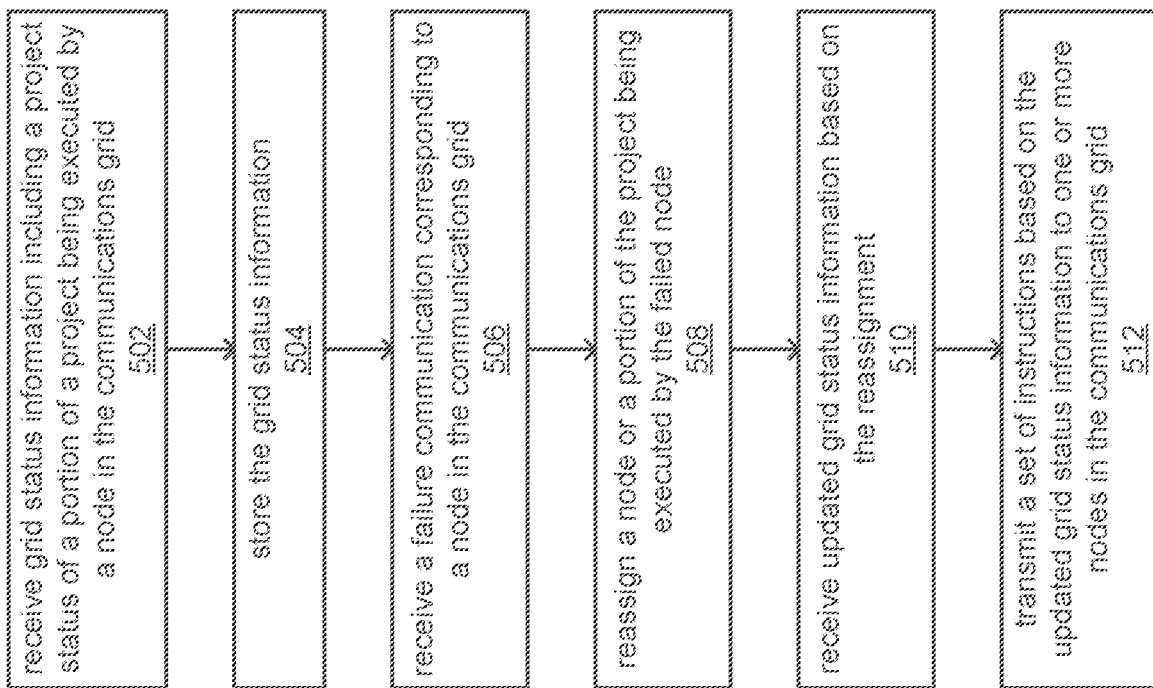 receive grid status information including a project
status of a portion of a project being executed by
a node in the communications grid
502
store the grid status information
504
receive a failure communication corresponding to
a node in the communications grid
506
reassign a node or a portion of the project being
executed by the failed node
508
receive updated grid status information based on
the reassignment
510
transmit a set of instructions based on the
updated grid status information to one or more
nodes in the communications grid
512